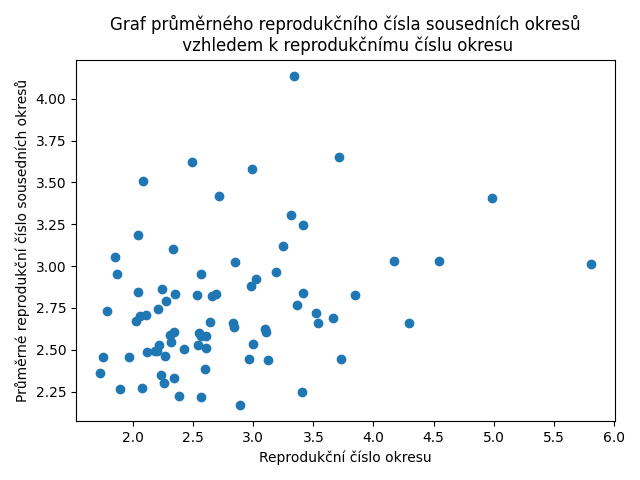 Graf průměrného reprodukčního čísla sousedních okresů
vzhledem k reprodukčnímu číslu okresu
Průměrné reprodukční číslo sousedních okresů
4.00
3.75
3.50
3.25
3.00
2.75
2.50
2.25
2.0 2.5 3.0 3.5 4.0 4.5 5.0 5.5 6.0
Reprodukční číslo okresu